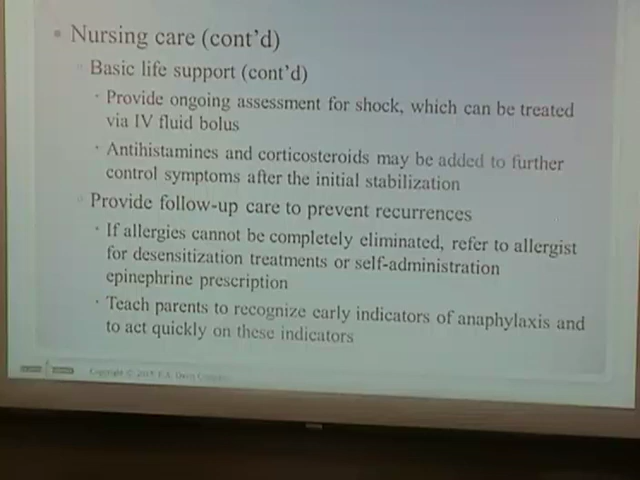 Nursing care (cont'd)
Basic life support (cont'd)
Provide ongoing assessment for shock, which can be treated
via IV fluid bolus
Antihistamines and corticosteroids may be added to further
control symptoms after the initial stabilization
Provide follow-up care to prevent recurrences
If allergies cannot be completely eliminated, refer to allergist
for desensitization treatments or self-administration
epinephrine prescription
Teach parents to recognize early indicators of anaphylaxis and
to act quickly on these indicators
Copyright ©